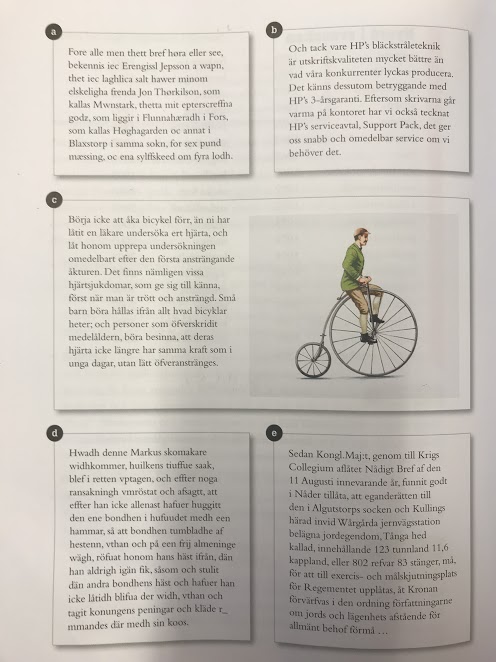 a
Fore alle men thett bref høra eller see,
bekennis iec Erengissl Jepsson a wapn,
thet iec laghlica salt hawer minom
elskeligha frenda Jon Thørkilson, som
kallas Mwnstark, thetta mit epterscreffna
godz, som liggir i Flunnahæradh i Fors,
som kallas Høghagarden oc annat i
Blaxstorp i samma sokn, for sex pund
mæssing, oc ena sylffskeed om fyra lodh.
b
Och tack vare HP's bläckstråleteknik
är utskriftskvaliteten mycket bättre än
vad våra konkurrenter lyckas producera.
Det känns dessutom betryggande med
HP's 3-årsgaranti. Eftersom skrivarna går
varma på kontoret har vi också tecknat
HP's serviceavtal, Support Pack, det ger
oss snabb och omedelbar service om vi
behöver det.
c
Börja icke att åka bicykel förr, än ni har
låtit en läkare undersöka ert hjärta, och
låt honom upprepa undersökningen
omedelbart efter den första ansträngande
åkturen. Det finns nämligen vissa
hjärtsjukdomar, som ge sig till känna,
först när man är trött och ansträngd. Små
barn böra hållas ifrån allt hvad bicyklar
heter; och personer som öfverskridit
medelåldern, böra besinna, att deras
hjärta icke längre har samma kraft som i
unga dagar, utan lätt öfveranstränges.
d
Hwadh denne Markus skomakare
widhkommer, huilkens tiuffue saak,
blef i retten vptagen, och effter noga
ransakningh vmröstat och afsagtt, att
effter han icke allenast hafuer huggitt
den ene bondhen i hufuudet medh een
hammar, så att bondhen tumbladhe af
hestenn, vthan och på en frij almeninge
wägh, röfuat honom hans häst ifrån, dän
han aldrigh igän fik, såsom och stulit
dän andra bondhens häst och hafuer han
icke låtidh blifua der widh, vthan och
tagit konungens peningar och kläde r_
mmandes där medh sin koos.
e
Sedan Kongl.Maj:t, genom till Krigs
Collegium aflåtet Nådigt Bref af den
11 Augusti innevarande år, funnit godt
i Nåder tillåta, att eganderätten till
den i Algutstorps socken och Kullings
härad invid Wårgårda jernvägsstation
belägna jordegendom, Tånga hed
kallad, innehållande 123 tunnland 11,6
kappland, eller 802 refvar 83 stänger, må,
för att till exercis- och målskjutningsplats
för Regementet upplåtas, åt Kronan
förvärfvas i den ordning författningarne
om jords och lägenhets afstående för
allmänt behof förmå ...